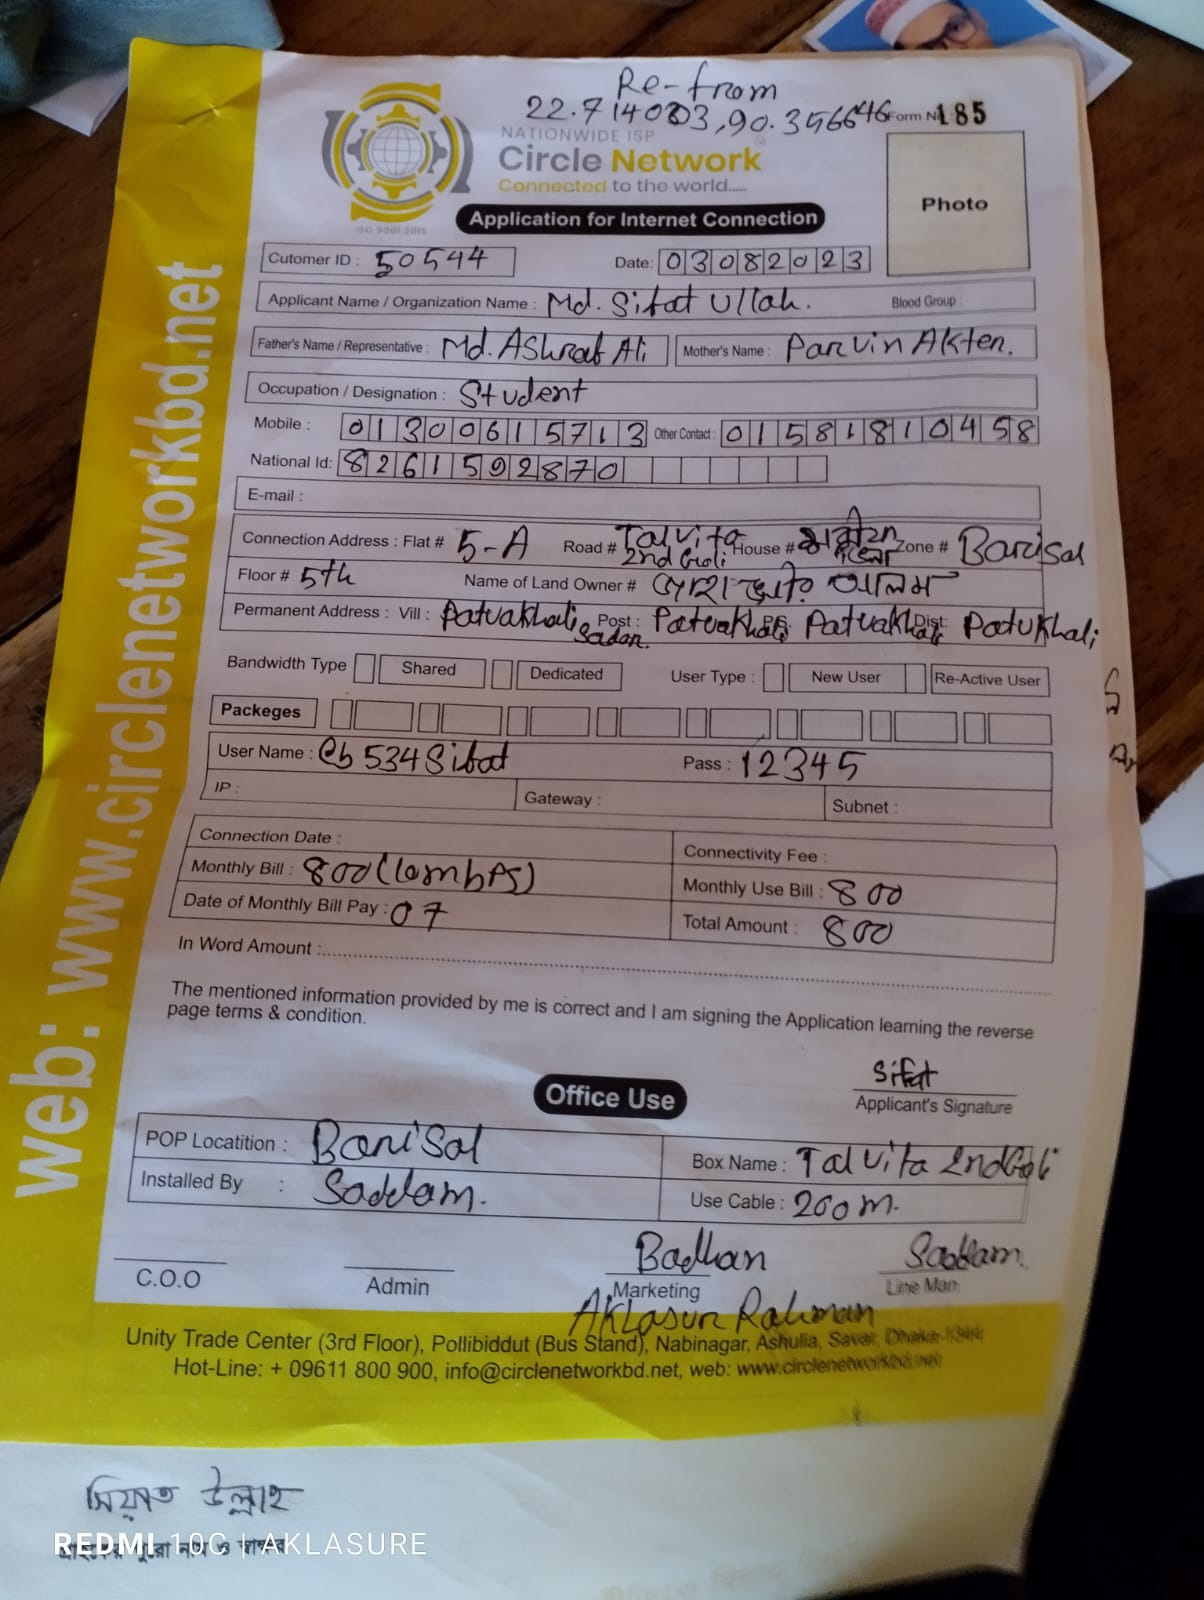 Re-from
22.714083,90.356646 Form No 185
NATIONWIDE ISP
Circle Network
Connected to the world.....
ISO 9001:2015
Photo
Application for Internet Connection
Cutomer ID : 50544 Date: 03082023
Applicant Name / Organization Name : Md. Sifat Ullah. Blood Group :
Father's Name / Representative : Md. Ashraf Ali Mother's Name : Parvin Akter.
Occupation / Designation : Student
Mobile : 01300615713 Other Contact : 01581810458
National Id: 8261592870
E-mail :
Connection Address : Flat # 5-A Road # Talvita 2nd Goli House # Zone # Barisal
Floor # 5th Name of Land Owner # আলম
Permanent Address : Vill : Patuakhali Sadar. Post : Patuakhali P.S: Patuakhali Dist: Patukhali
Bandwidth Type Shared Dedicated User Type : New User Re-Active User
Packeges
User Name : Cb534Sifat Pass : 12345
IP : Gateway : Subnet :
Connection Date : Connectivity Fee :
Monthly Bill : 800(10mbps) Monthly Use Bill : 800
Date of Monthly Bill Pay : 07 Total Amount : 800
In Word Amount :
The mentioned information provided by me is correct and I am signing the Application learning the reverse
page terms & condition.
Sifat
Applicant's Signature
Office Use
POP Locatition : Barisal Box Name : Talvita 2nd Goli
Installed By : Saddam. Use Cable : 200m.
Badhan Saddam
C.O.O Admin Marketing Line Man
Aklasur Rahman
Unity Trade Center (3rd Floor), Pollibiddut (Bus Stand), Nabinagar, Ashulia, Savar, Dhaka-1344
Hot-Line: + 09611 800 900, info@circlenetworkbd.net, web: www.circlenetworkbd.net
web: www.circlenetworkbd.net
সিফাত উল্লাহ
REDMI 10C | AKLASURE